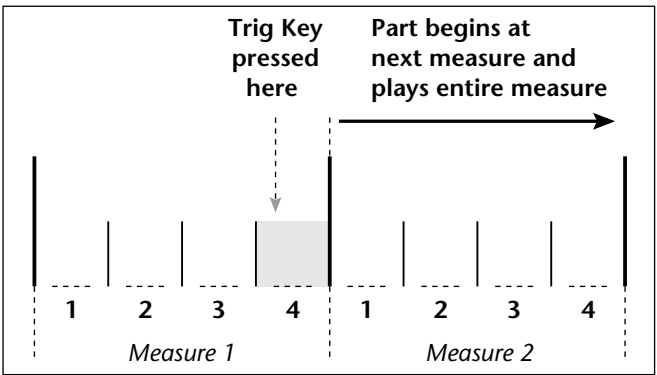 Trig Key
pressed
here
Part begins at
next measure and
plays entire measure
1 2 3 4 1 2 3 4
Measure 1 Measure 2